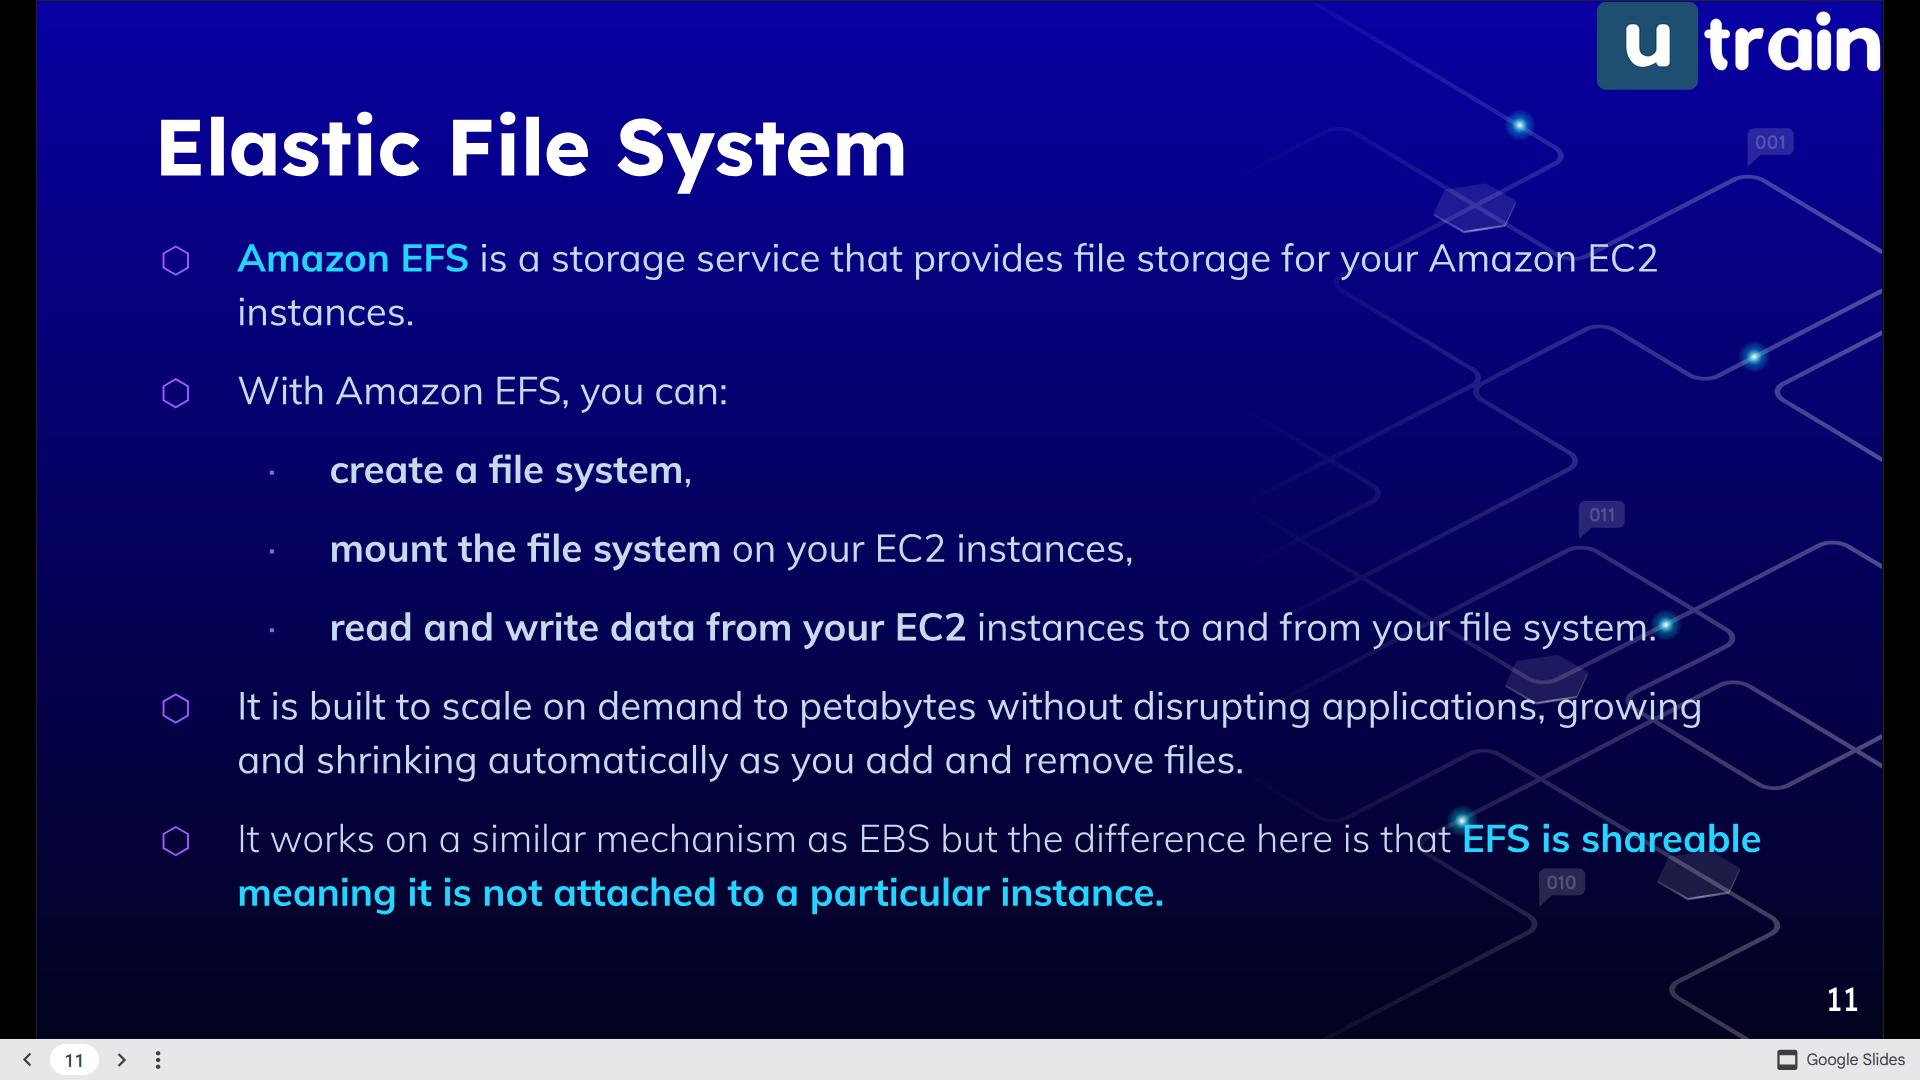 u train
Elastic File System
001
Amazon EFS is a storage service that provides file storage for your Amazon EC2
instances.
With Amazon EFS, you can:
create a file system,
mount the file system on your EC2 instances,
011
read and write data from your EC2 instances to and from your file system.
It is built to scale on demand to petabytes without disrupting applications, growing
and shrinking automatically as you add and remove files.
It works on a similar mechanism as EBS but the difference here is that EFS is shareable
meaning it is not attached to a particular instance.
010
11
11
Google Slides